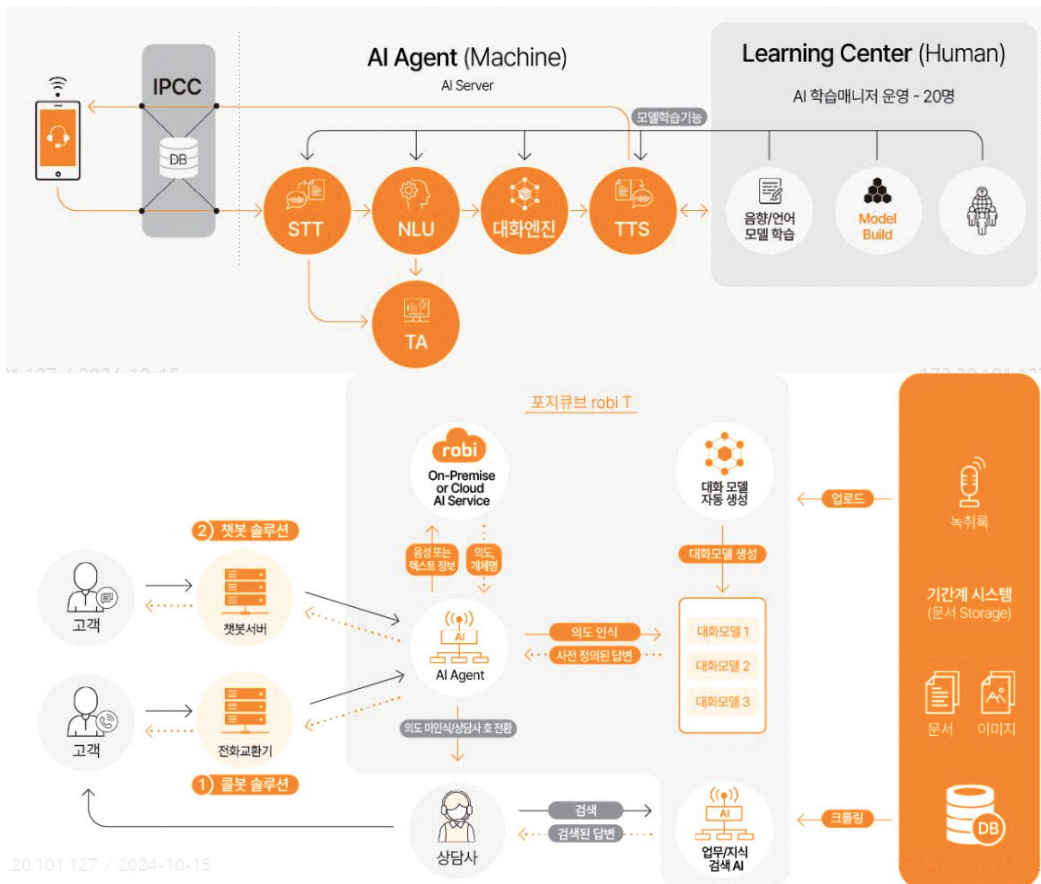 AI Agent (Machine)
AI Server
Learning Center (Human)
AI 학습매니저 운영 - 20명
IPCC
DB
모델학습기능
STT
NLU
대화엔진
TTS
TA
음향/언어
모델 학습
Model
Build
2024-10-15
포지큐브 robi T
robi
On-Premise
or Cloud
AI Service
대화 모델
자동 생성
업로드
녹취록
음성 또는
텍스트 정보
의도,
개체명
대화모델 생성
2 챗봇 솔루션
고객
챗봇서버
AI
AI Agent
의도 인식
사전 정의된 답변
대화모델 1
대화모델 2
대화모델 3
기간계 시스템
(문서 Storage)
문서
이미지
고객
전화교환기
1 콜봇 솔루션
의도 미인식/상담사 호 전환
상담사
검색
검색된 답변
AI
업무/지식
검색 AI
크롤링
DB
20.101.127 / 2024-10-15